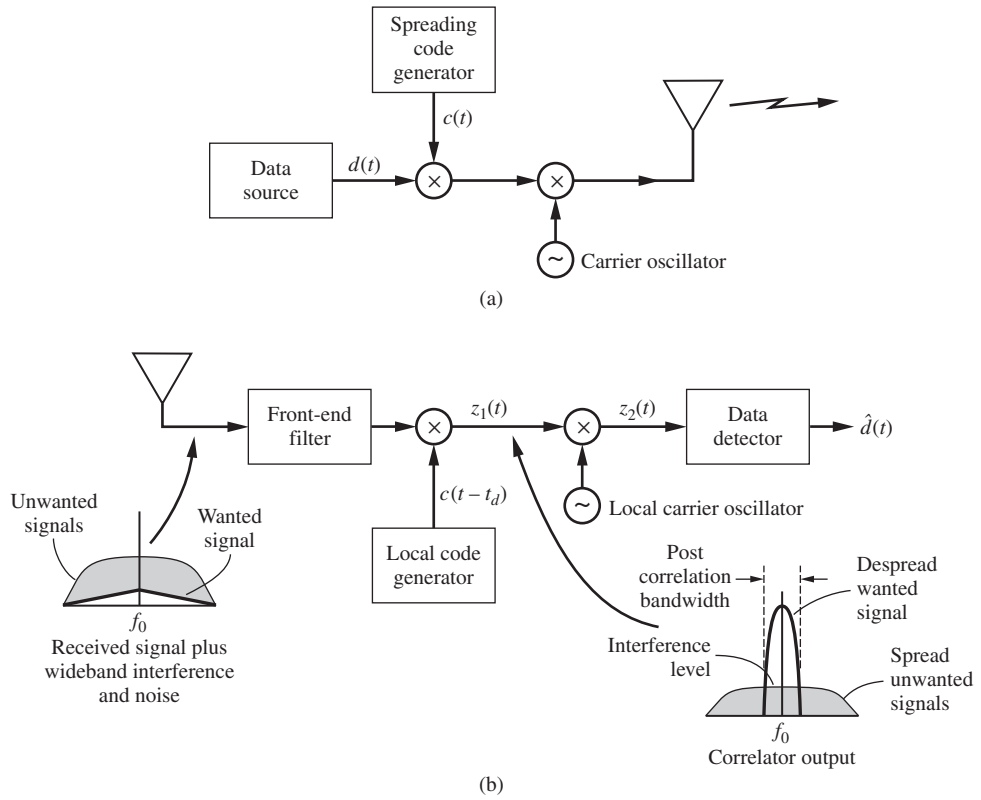 Spreading
code
generator
c(t)
Data
source
d(t)
×
×
~
Carrier oscillator
(a)
Front-end
filter
×
z₁(t)
×
z₂(t)
Data
detector
d̂(t)
c(t − t_d)
~
Local carrier oscillator
Local code
generator
Unwanted
signals
Wanted
signal
f₀
Received signal plus
wideband interference
and noise
Post
correlation
bandwidth
Despread
wanted
signal
Interference
level
Spread
unwanted
signals
f₀
Correlator output
(b)